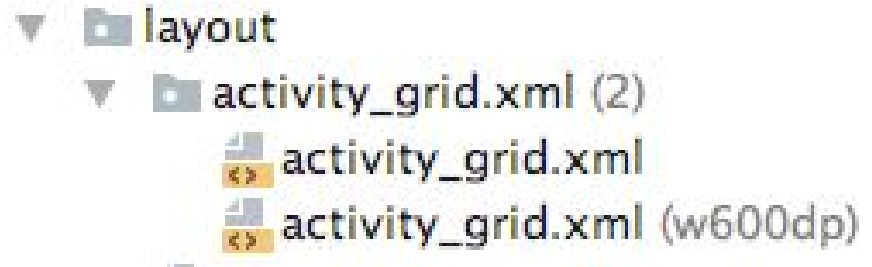 layout
activity_grid.xml (2)
activity_grid.xml
activity_grid.xml (w600dp)